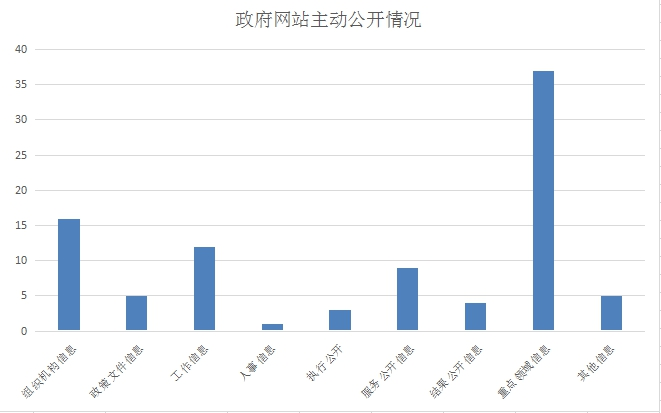 政府网站主动公开情况
40
35
30
25
20
15
10
5
0
组织机构信息
政策文件信息
工作信息
人事信息
执行公开
服务公开信息
结果公开信息
重点领域信息
其他信息